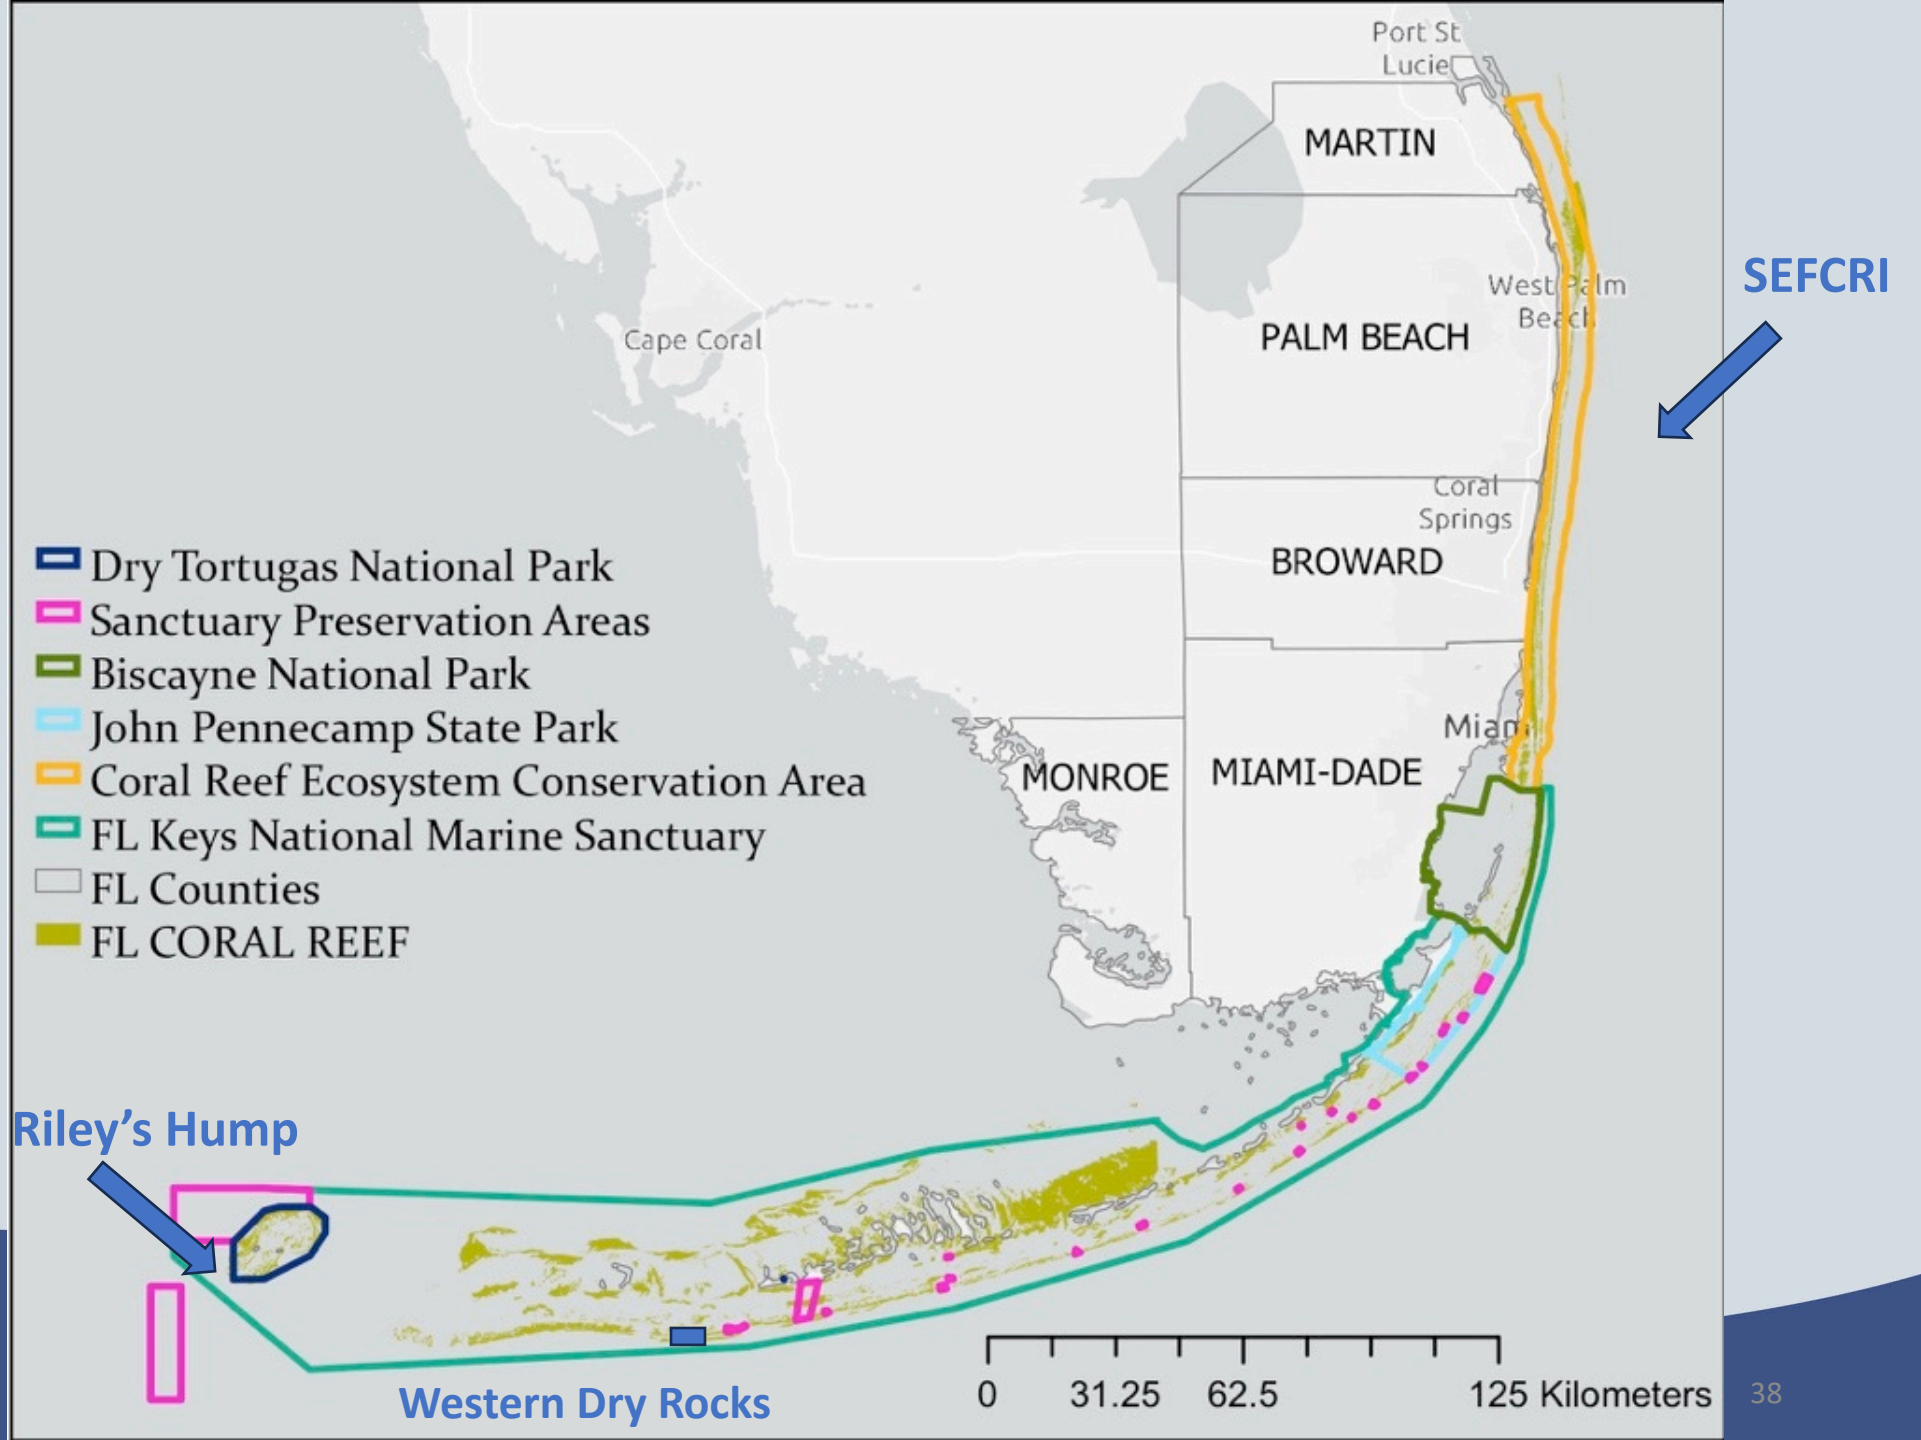 Port St
Lucie
MARTIN
West Palm
Beach
SEFCRI
PALM BEACH
Cape Coral
Coral
Springs
BROWARD
Dry Tortugas National Park
Sanctuary Preservation Areas
Biscayne National Park
John Pennecamp State Park
Coral Reef Ecosystem Conservation Area
FL Keys National Marine Sanctuary
FL Counties
FL CORAL REEF
Miami
MONROE
MIAMI-DADE
Riley’s Hump
Western Dry Rocks
0 31.25 62.5 125 Kilometers
38